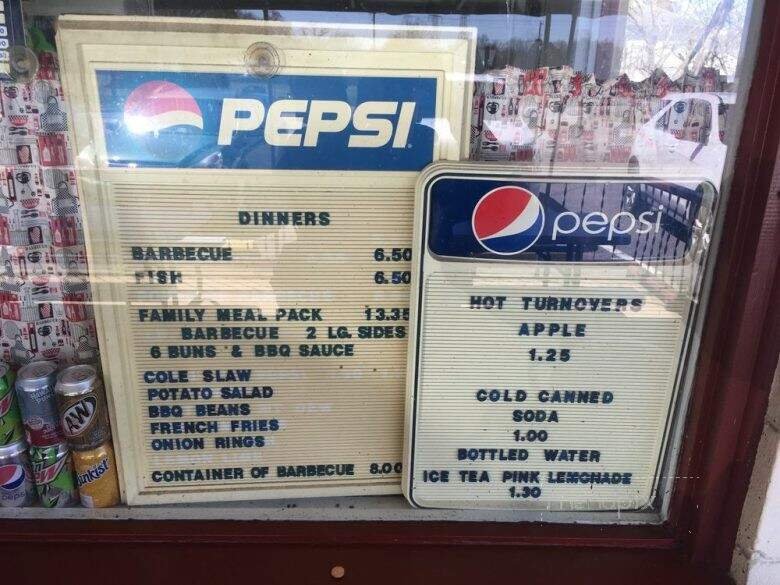 PEPSI
DINNERS
BARBECUE 6.50
FISH 6.50
FAMILY MEAL PACK 13.35
BARBECUE 2 LG. SIDES
6 BUNS & BBQ SAUCE
COLE SLAW
POTATO SALAD
BBQ BEANS
FRENCH FRIES
ONION RINGS
CONTAINER OF BARBECUE 8.00
pepsi
HOT TURNOVERS
APPLE
1.25
COLD CANNED
SODA
1.00
BOTTLED WATER
ICE TEA PINK LEMONADE
1.30
A&W
pepsi
unkist